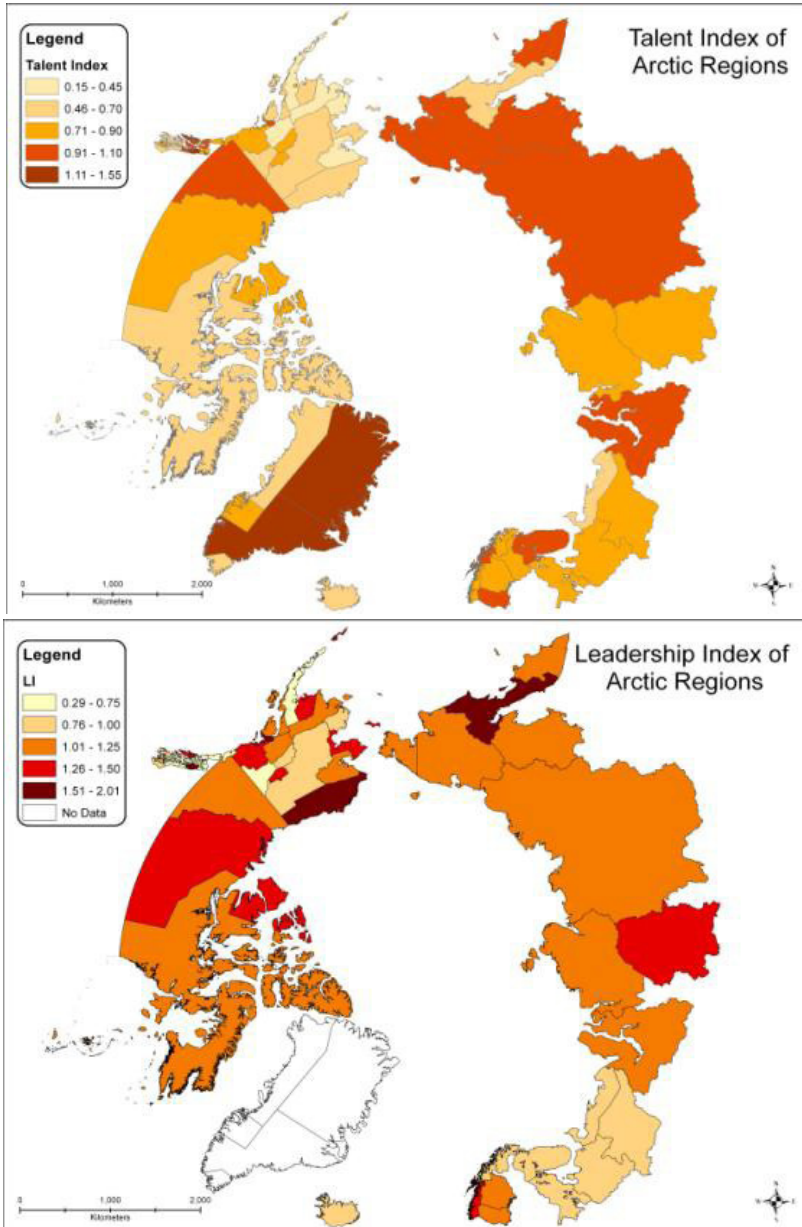 Legend
Talent Index
0.15 - 0.45
0.46 - 0.70
0.71 - 0.90
0.91 - 1.10
1.11 - 1.55
Talent Index of
Arctic Regions
0 1,000 2,000
Kilometers
N
W E
S
Legend
LI
0.29 - 0.75
0.76 - 1.00
1.01 - 1.25
1.26 - 1.50
1.51 - 2.01
No Data
Leadership Index of
Arctic Regions
0 1,000 2,000
Kilometers
N
W E
S